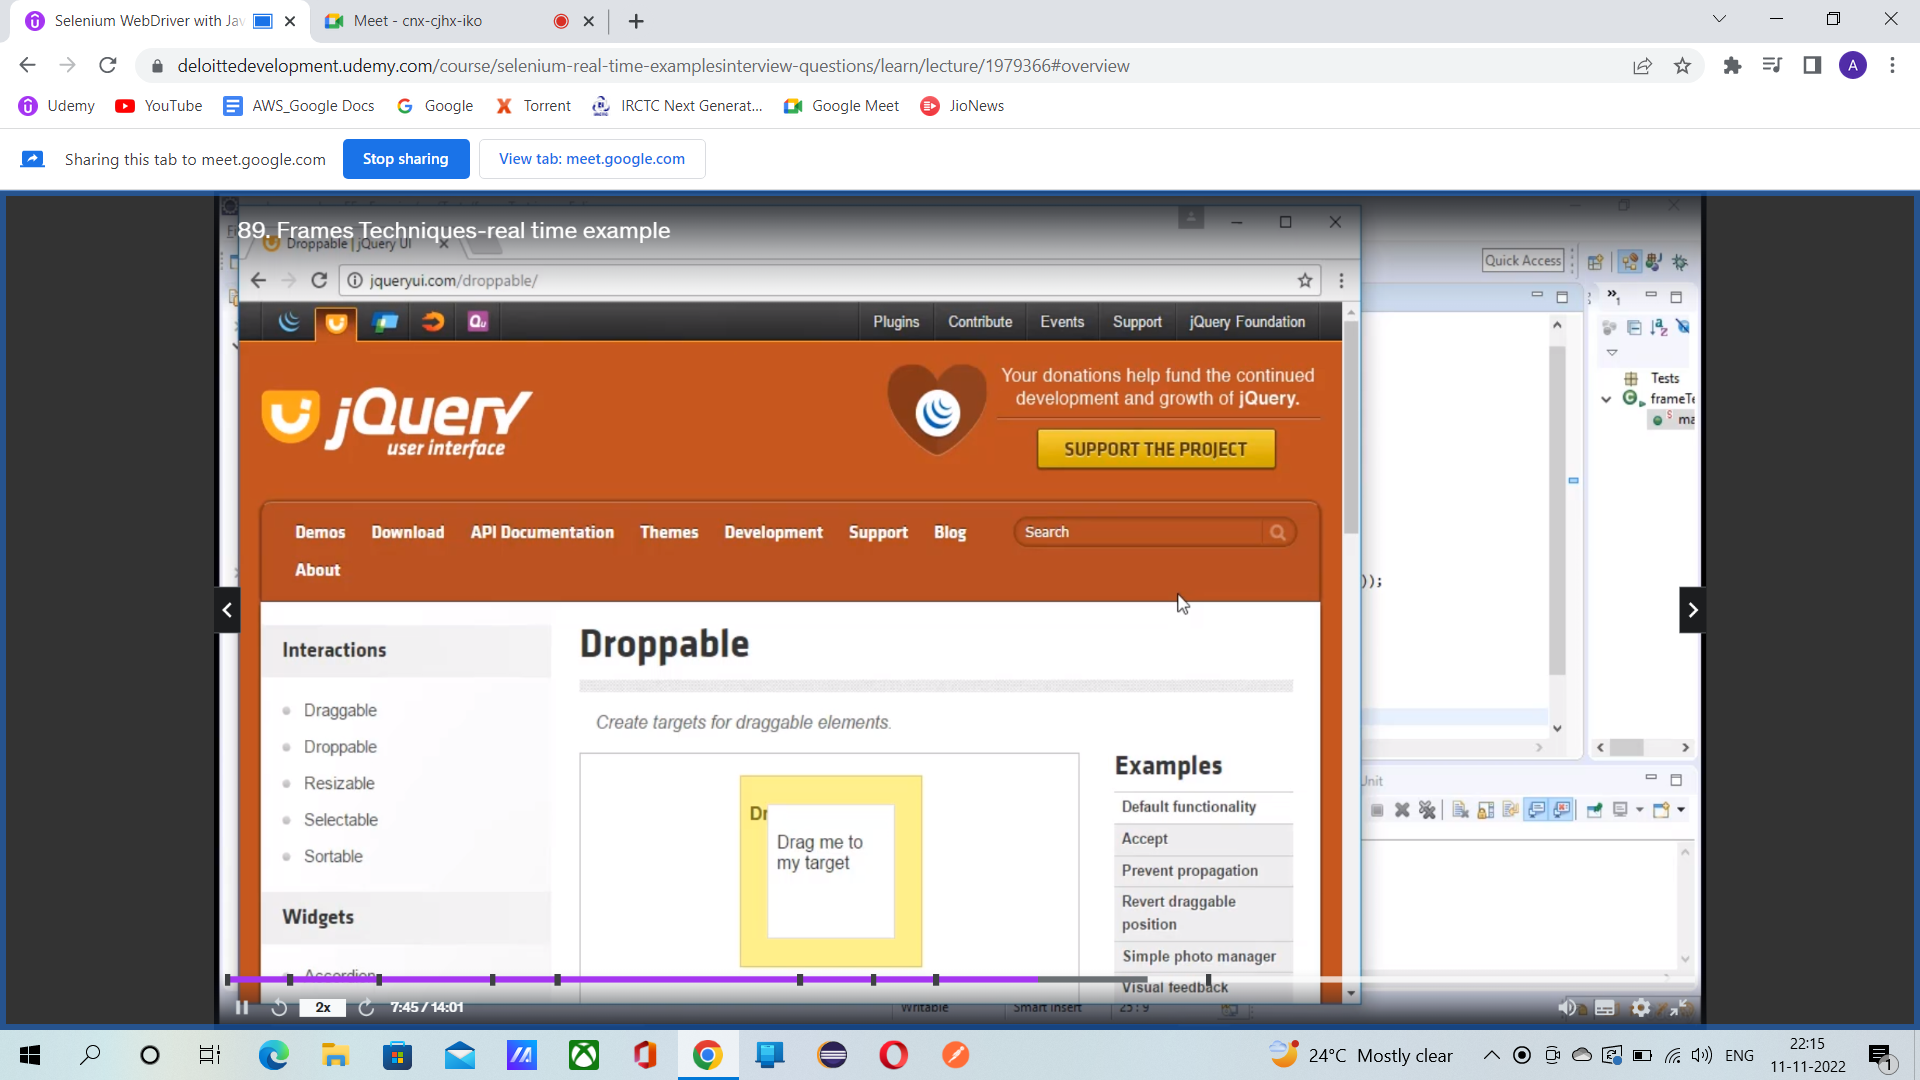 Selenium WebDriver with Jav
Meet - cnx-cjhx-iko
deloittedevelopment.udemy.com/course/selenium-real-time-examplesinterview-questions/learn/lecture/1979366#overview
A
Udemy
YouTube
AWS_Google Docs
Google
Torrent
IRCTC Next Generat...
Google Meet
JioNews
Sharing this tab to meet.google.com
Stop sharing
View tab: meet.google.com
89. Frames Techniques-real time example
Droppable | jQuery UI
Quick Access
jqueryui.com/droppable/
Plugins
Contribute
Events
Support
jQuery Foundation
jQuery
user interface
Your donations help fund the continued
development and growth of jQuery.
SUPPORT THE PROJECT
Tests
frameTe
ma
Demos
Download
API Documentation
Themes
Development
Support
Blog
Search
About
));
Interactions
Draggable
Droppable
Resizable
Selectable
Sortable
Widgets
Accordion
Droppable
Create targets for draggable elements.
Dr
Drag me to
my target
Examples
Default functionality
Accept
Prevent propagation
Revert draggable
position
Simple photo manager
Visual feedback
Unit
2x
7:45 / 14:01
Writable
Smart Insert
25 : 9
24°C Mostly clear
ENG
22:15
11-11-2022
1